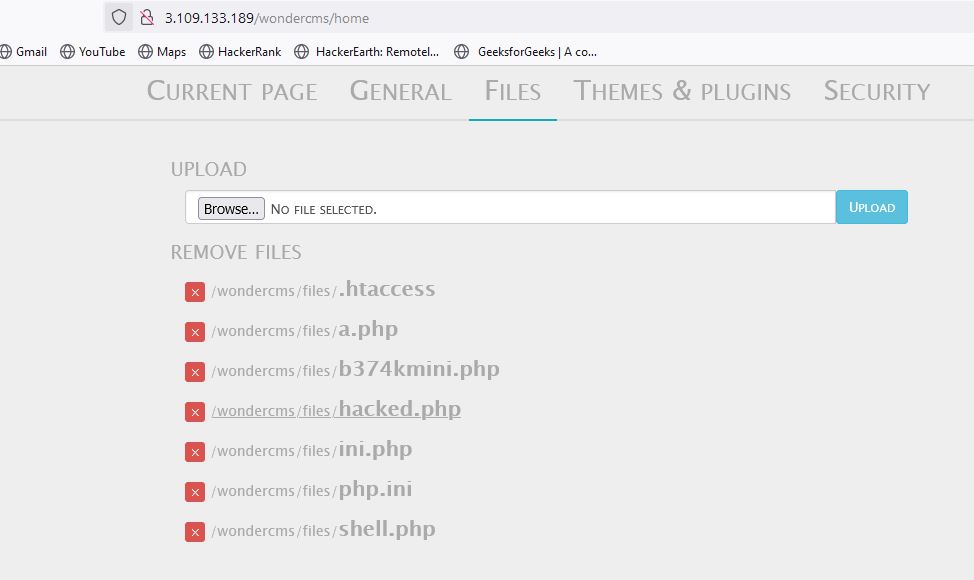 3.109.133.189/wondercms/home
Gmail YouTube Maps HackerRank HackerEarth: Remotel... GeeksforGeeks | A co...
Current page General Files Themes & plugins Security
UPLOAD
Browse... No file selected. Upload
REMOVE FILES
× /wondercms/files/.htaccess
× /wondercms/files/a.php
× /wondercms/files/b374kmini.php
× /wondercms/files/hacked.php
× /wondercms/files/ini.php
× /wondercms/files/php.ini
× /wondercms/files/shell.php